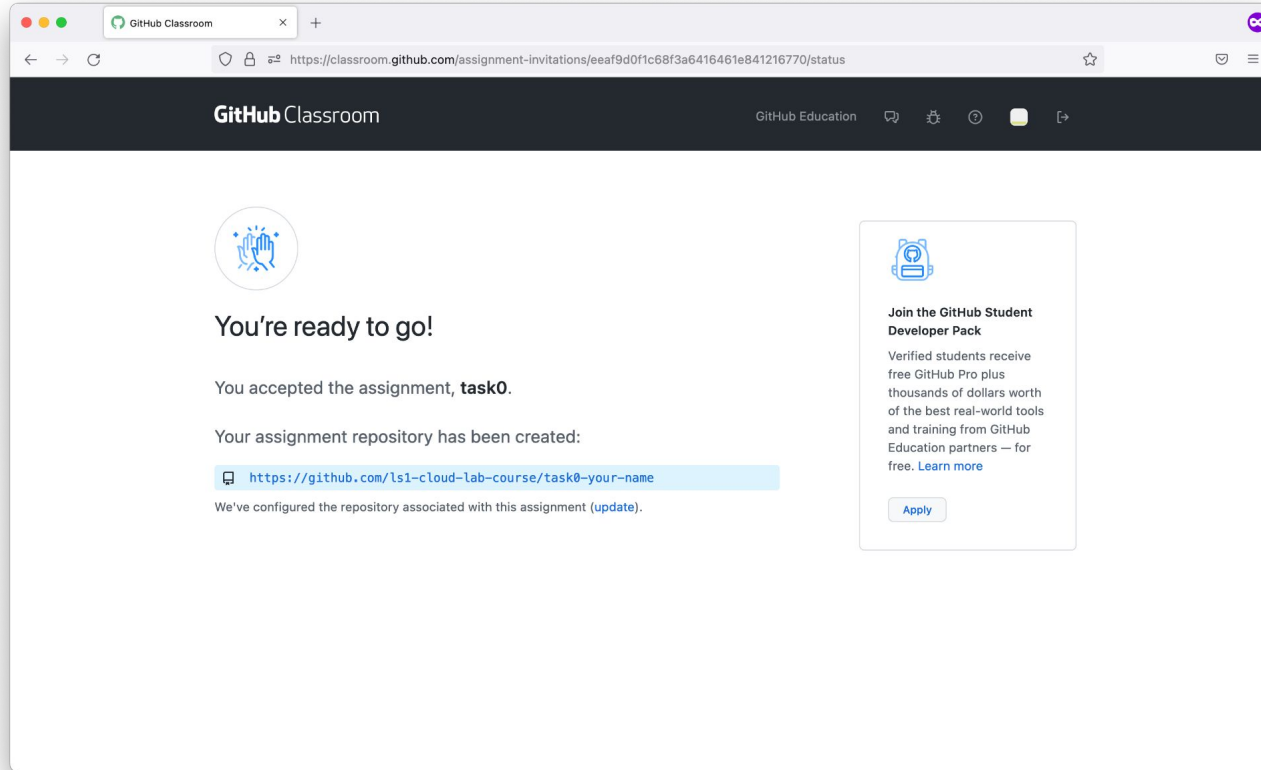 GitHub Classroom
https://classroom.github.com/assignment-invitations/eeaf9d0f1c68f3a6416461e841216770/status
GitHub Classroom
GitHub Education
You're ready to go!
You accepted the assignment, task0.
Your assignment repository has been created:
https://github.com/ls1-cloud-lab-course/task0-your-name
We've configured the repository associated with this assignment (update).
Join the GitHub Student
Developer Pack
Verified students receive
free GitHub Pro plus
thousands of dollars worth
of the best real-world tools
and training from GitHub
Education partners — for
free. Learn more
Apply